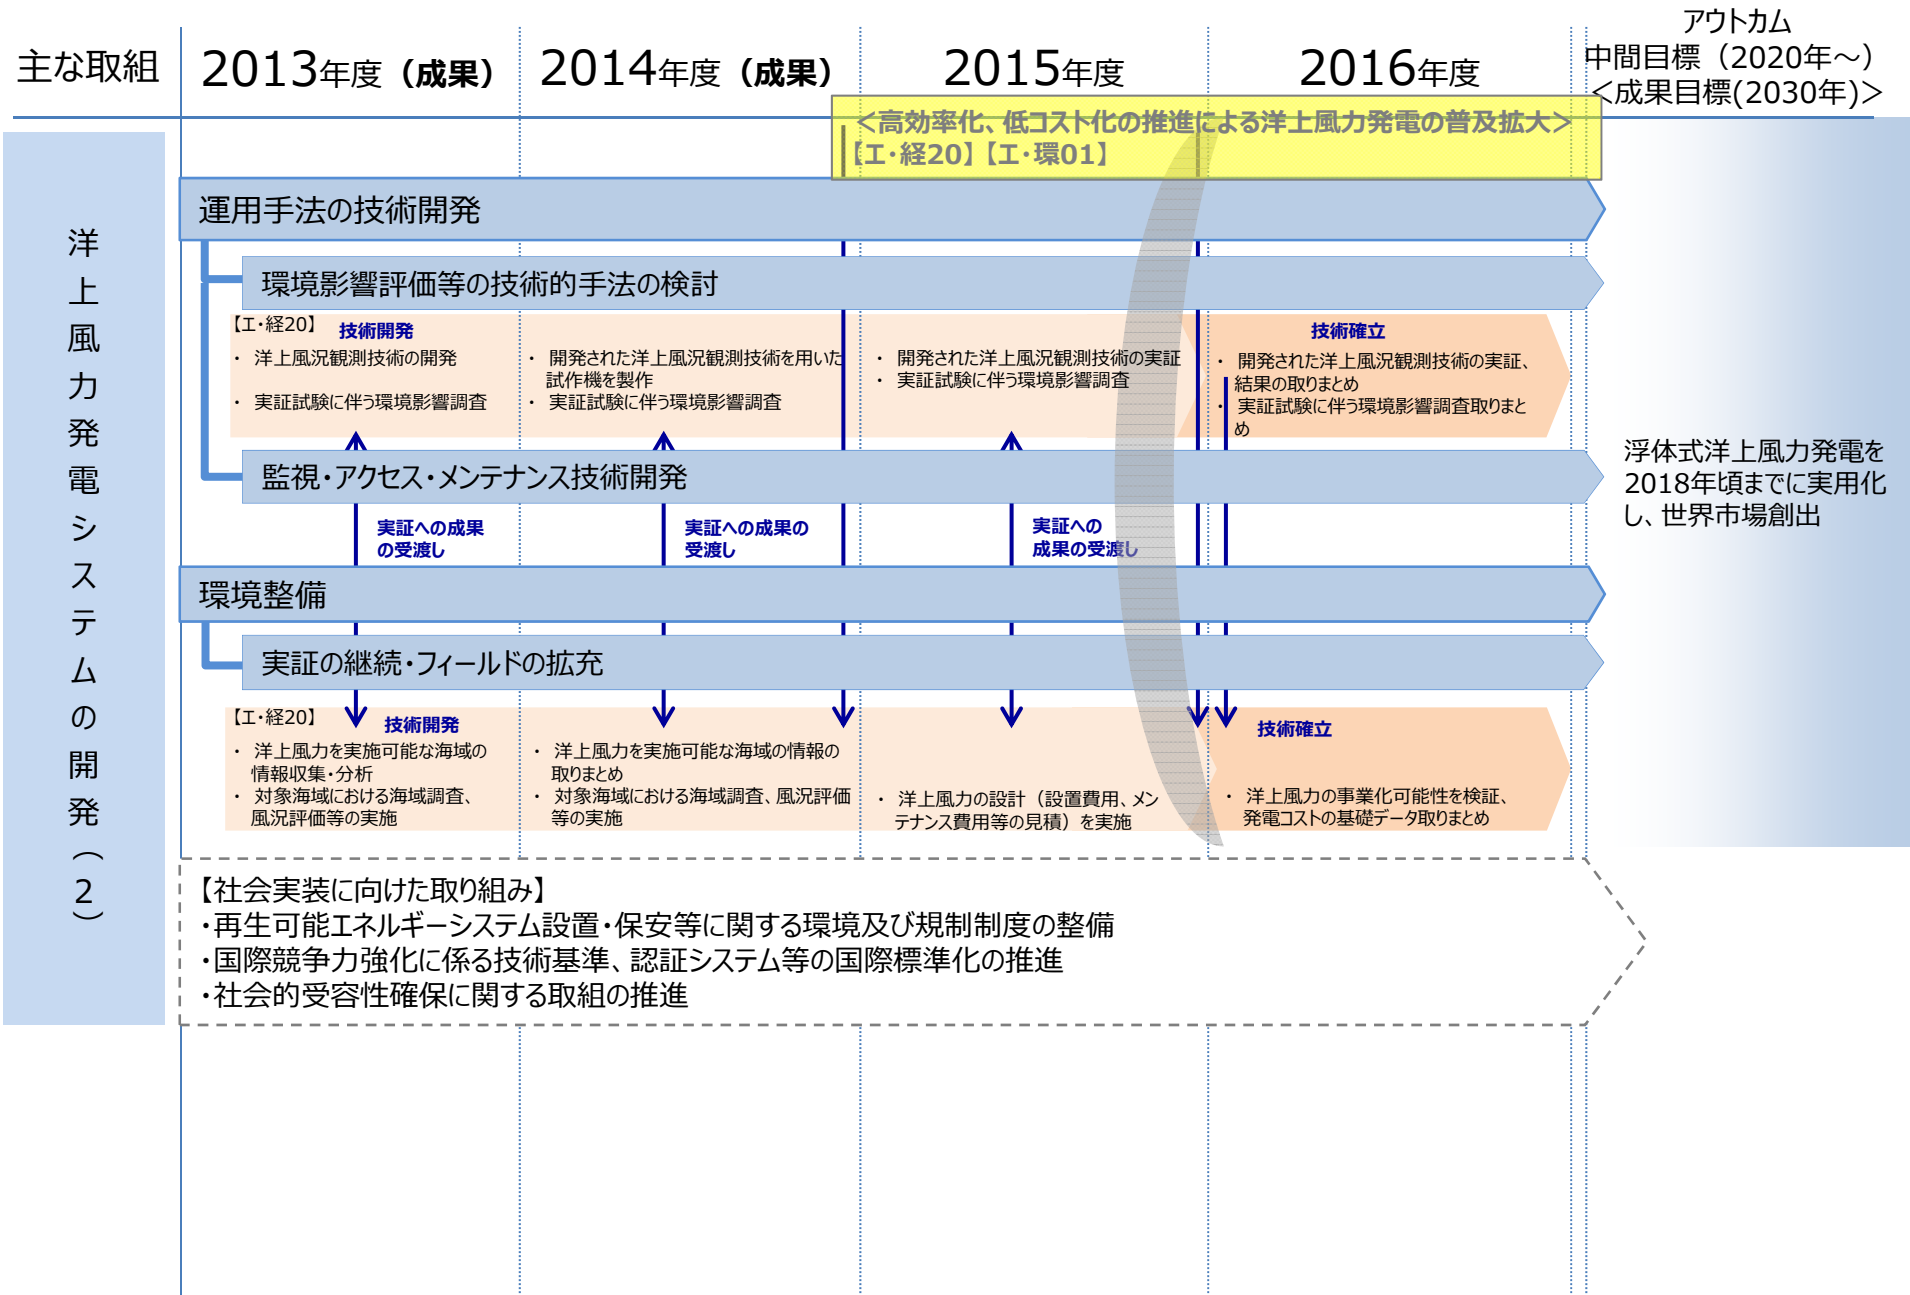 主な取組
2013年度（成果）
2014年度（成果）
2015年度
2016年度
アウトカム
中間目標（2020年～）
＜成果目標(2030年)＞
＜高効率化、低コスト化の推進による洋上風力発電の普及拡大＞
【エ・経20】【エ・環01】
洋上風力発電システムの開発（2）
運用手法の技術開発
環境影響評価等の技術的手法の検討
【エ・経20】
技術開発
・ 洋上風況観測技術の開発
・ 実証試験に伴う環境影響調査
・ 開発された洋上風況観測技術を用いた
試作機を製作
・ 実証試験に伴う環境影響調査
・ 開発された洋上風況観測技術の実証
・ 実証試験に伴う環境影響調査
技術確立
・ 開発された洋上風況観測技術の実証、
結果の取りまとめ
・ 実証試験に伴う環境影響調査取りまと
め
監視・アクセス・メンテナンス技術開発
実証への成果
の受渡し
実証への成果の
受渡し
実証への
成果の受渡し
環境整備
実証の継続・フィールドの拡充
【エ・経20】
技術開発
・ 洋上風力を実施可能な海域の
情報収集・分析
・ 対象海域における海域調査、
風況評価等の実施
・ 洋上風力を実施可能な海域の情報の
取りまとめ
・ 対象海域における海域調査、風況評価
等の実施
・ 洋上風力の設計（設置費用、メン
テナンス費用等の見積）を実施
技術確立
・ 洋上風力の事業化可能性を検証、
発電コストの基礎データ取りまとめ
浮体式洋上風力発電を
2018年頃までに実用化
し、世界市場創出
【社会実装に向けた取り組み】
・再生可能エネルギーシステム設置・保安等に関する環境及び規制制度の整備
・国際競争力強化に係る技術基準、認証システム等の国際標準化の推進
・社会的受容性確保に関する取組の推進